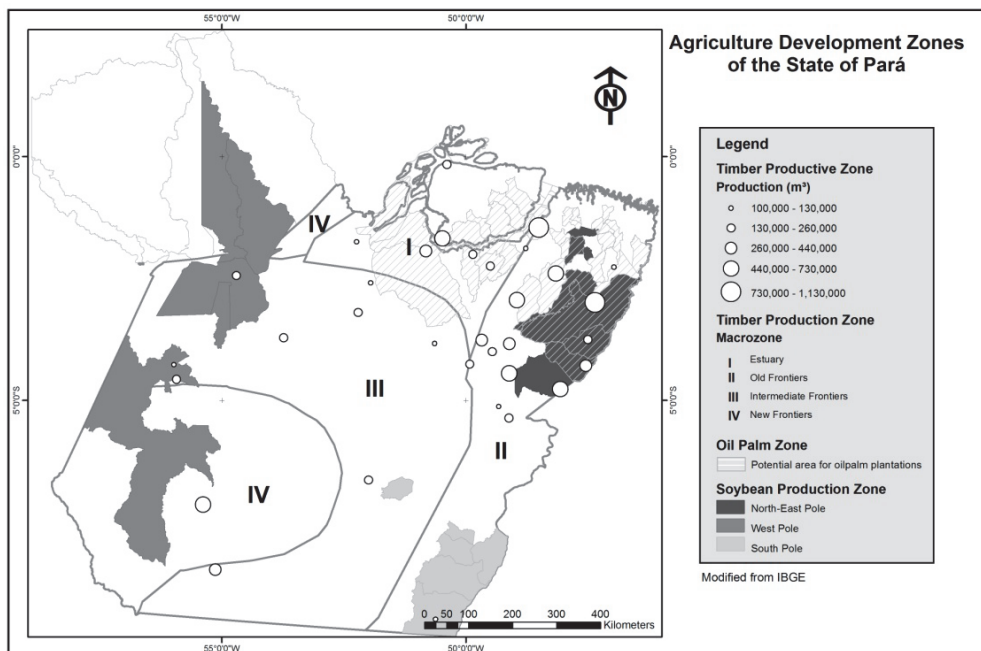 55°0'0"W
50°0'0"W
Agriculture Development Zones
of the State of Pará
N
0°0'0"
0°0'0"
IV
I
III
II
IV
5°0'0"S
5°0'0"S
Legend
Timber Productive Zone
Production (m³)
100,000 - 130,000
130,000 - 260,000
260,000 - 440,000
440,000 - 730,000
730,000 - 1,130,000
Timber Production Zone
Macrozone
I Estuary
II Old Frontiers
III Intermediate Frontiers
IV New Frontiers
Oil Palm Zone
Potential area for oilpalm plantations
Soybean Production Zone
North-East Pole
West Pole
South Pole
Modified from IBGE
0 50 100 200 300 400
Kilometers
55°0'0"W
50°0'0"W